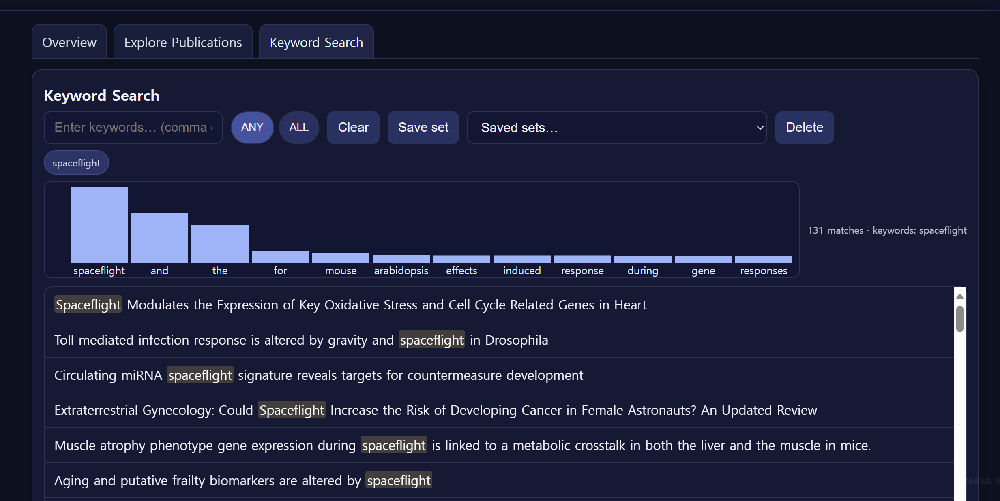 Overview Explore Publications Keyword Search
Keyword Search
Enter keywords… (comma ANY ALL Clear Save set Saved sets… Delete
spaceflight
131 matches · keywords: spaceflight
spaceflight and the for mouse arabidopsis effects induced response during gene responses
Spaceflight Modulates the Expression of Key Oxidative Stress and Cell Cycle Related Genes in Heart
Toll mediated infection response is altered by gravity and spaceflight in Drosophila
Circulating miRNA spaceflight signature reveals targets for countermeasure development
Extraterrestrial Gynecology: Could Spaceflight Increase the Risk of Developing Cancer in Female Astronauts? An Updated Review
Muscle atrophy phenotype gene expression during spaceflight is linked to a metabolic crosstalk in both the liver and the muscle in mice.
Aging and putative frailty biomarkers are altered by spaceflight
NASA S